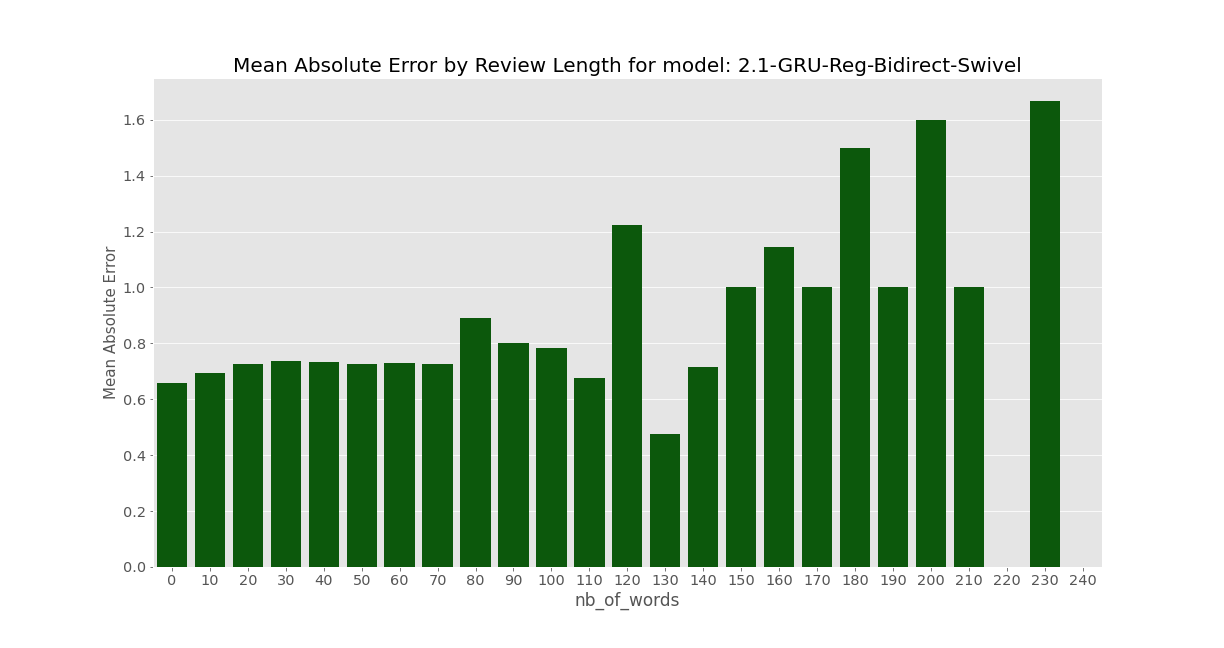 Mean Absolute Error by Review Length for model: 2.1-GRU-Reg-Bidirect-Swivel
Mean Absolute Error
1.6
1.4
1.2
1.0
0.8
0.6
0.4
0.2
0.0
0 10 20 30 40 50 60 70 80 90 100 110 120 130 140 150 160 170 180 190 200 210 220 230 240
nb_of_words